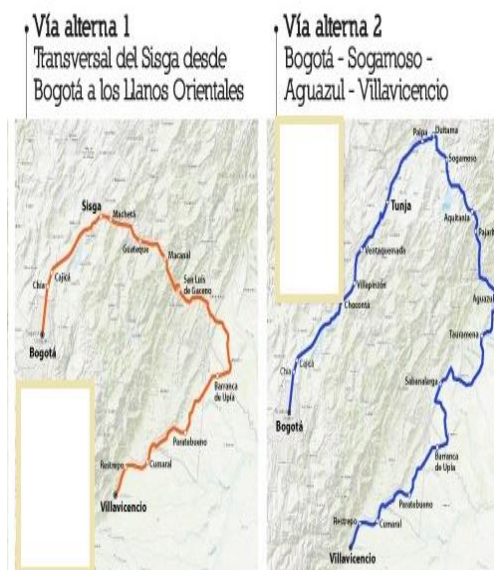 Vía alterna 1
Transversal del Sisga desde
Bogotá a los Llanos Orientales
Sisga
Machetá
Guateque
Macanal
San Luis
de Gaceno
Cajicá
Chía
Bogotá
Barranca
de Upía
Paratebueno
Cumaral
Restrepo
Villavicencio
Vía alterna 2
Bogotá - Sogamoso -
Aguazul - Villavicencio
Paipa
Duitama
Sogamoso
Tunja
Aquitania
Pajarit
Ventaquemada
Villapinzón
Chocontá
Aguazul
Tauramena
Sabanalarga
Cajicá
Chía
Bogotá
Barranca
de Upía
Paratebueno
Cumaral
Restrepo
Villavicencio